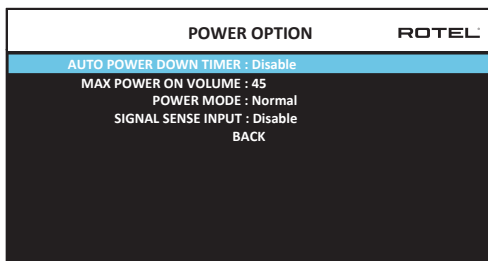 POWER OPTION ROTEL
AUTO POWER DOWN TIMER : Disable
MAX POWER ON VOLUME : 45
POWER MODE : Normal
SIGNAL SENSE INPUT : Disable
BACK